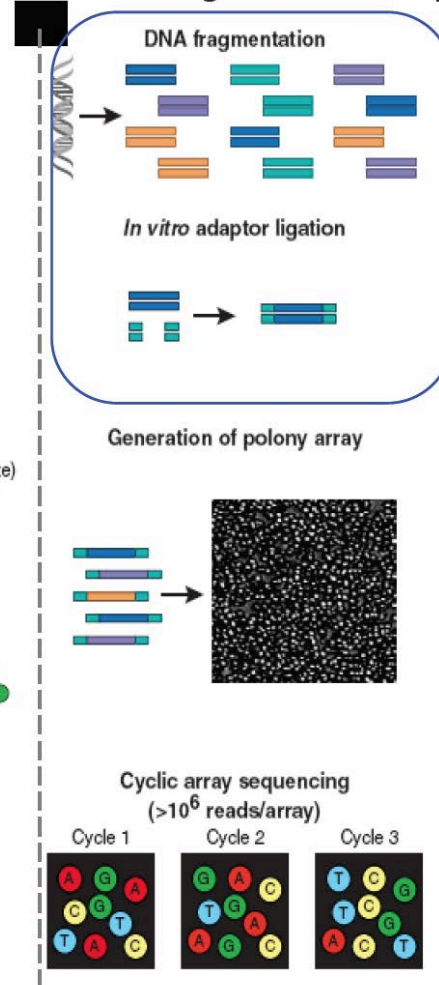 DNA fragmentation
In vitro adaptor ligation
Generation of polony array
Cyclic array sequencing
(>10⁶ reads/array)
Cycle 1 Cycle 2 Cycle 3
A G A G A C T C G
C G T T G A T C G
T A C A G C A C T